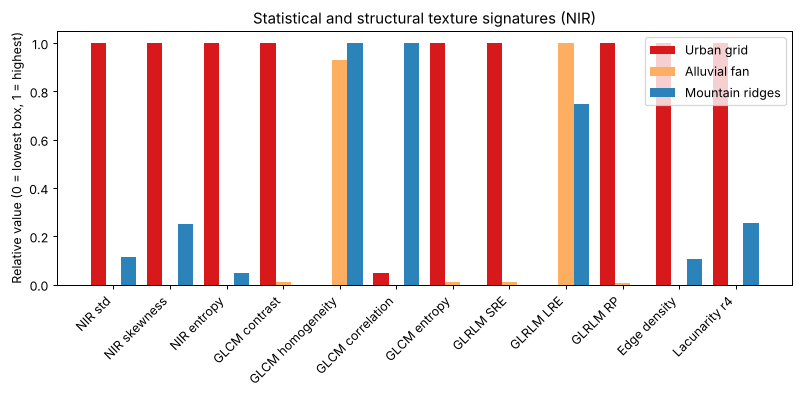 Statistical and structural texture signatures (NIR)
Relative value (0 = lowest box, 1 = highest)
1.0
0.8
0.6
0.4
0.2
0.0
Urban grid
Alluvial fan
Mountain ridges
NIR std
NIR skewness
NIR entropy
GLCM contrast
GLCM homogeneity
GLCM correlation
GLCM entropy
GLRLM SRE
GLRLM LRE
GLRLM RP
Edge density
Lacunarity r4